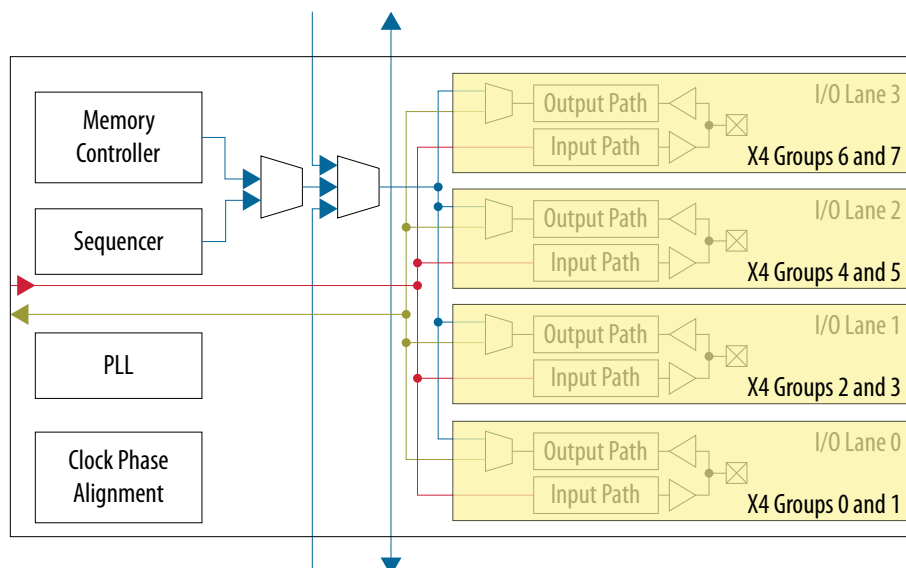 Memory
Controller
Sequencer
PLL
Clock Phase
Alignment
I/O Lane 3
Output Path
Input Path
X4 Groups 6 and 7
I/O Lane 2
Output Path
Input Path
X4 Groups 4 and 5
I/O Lane 1
Output Path
Input Path
X4 Groups 2 and 3
I/O Lane 0
Output Path
Input Path
X4 Groups 0 and 1